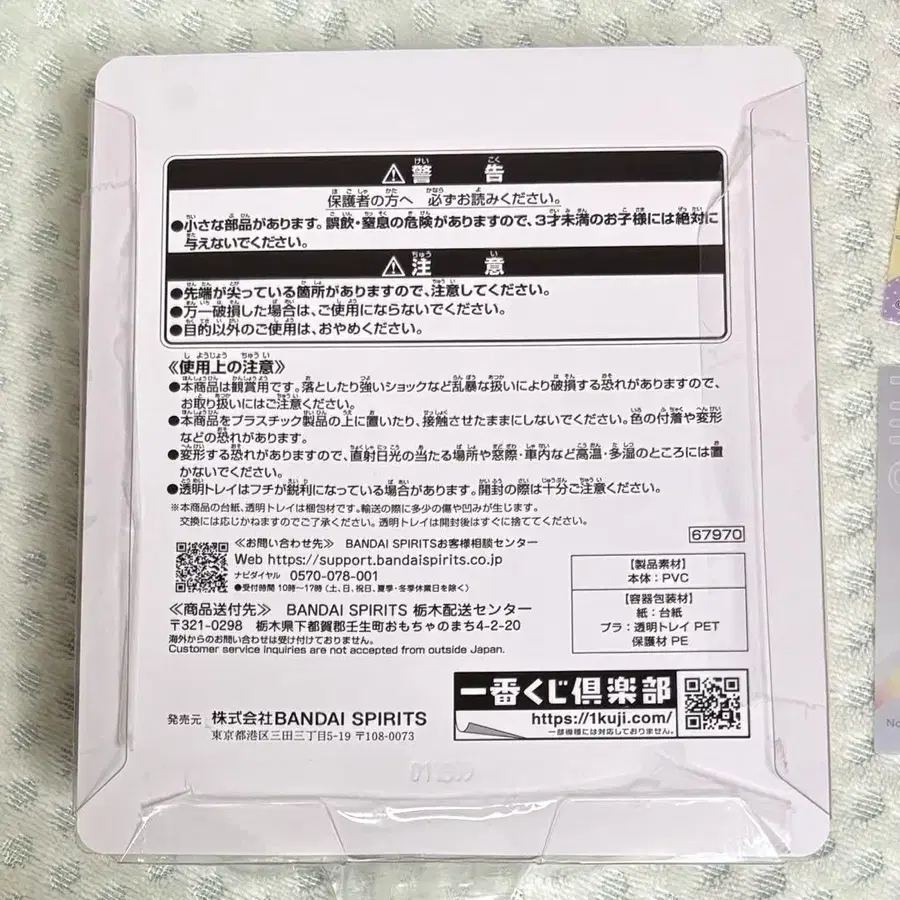 ⚠警告
保護者の方へ 必ずお読みください。
●小さな部品があります。誤飲・窒息の危険がありますので、3才未満のお子様には絶対に
与えないでください。
⚠注意
●先端が尖っている箇所がありますので、注意してください。
●万一破損した場合は、ご使用にならないでください。
●目的以外のご使用は、おやめください。
《使用上の注意》
●本商品は観賞用です。落としたり強いショックなど乱暴な扱いにより破損する恐れがありますので、
お取り扱いにはご注意ください。
●本商品をプラスチック製品の上に置いたり、接触させたままにしないでください。色の付着や変形
などの恐れがあります。
●変形する恐れがありますので、直射日光の当たる場所や窓際・車内など高温・多湿のところには置
かないでください。
●透明トレイはフチが鋭利になっている場合があります。開封の際は十分ご注意ください。
※本商品の台紙、透明トレイは梱包材です。輸送の際に多少の傷や凹みが生じます。
交換には応じかねますのでご了承ください。透明トレイは開封後はすぐに捨ててください。
67970
≪お問い合わせ先≫ BANDAI SPIRITSお客様相談センター
Web https://support.bandaispirits.co.jp
ナビダイヤル 0570-078-001
●受付時間 10時~17時(土、日、祝日、夏季・冬季休業日を除く)
≪商品送付先≫ BANDAI SPIRITS 栃木配送センター
〒321-0298 栃木県下都賀郡壬生町おもちゃのまち4-2-20
海外からのお問い合わせは受け付けておりません。
Customer service inquiries are not accepted from outside Japan.
【製品素材】
本体:PVC
【容器包装材】
紙:台紙
プラ:透明トレイ PET
保護材 PE
発売元 株式会社BANDAI SPIRITS
東京都港区三田三丁目5-19 〒108-0073
一番くじ倶楽部
https://1kuji.com/
一部機種には対応しておりません。
No